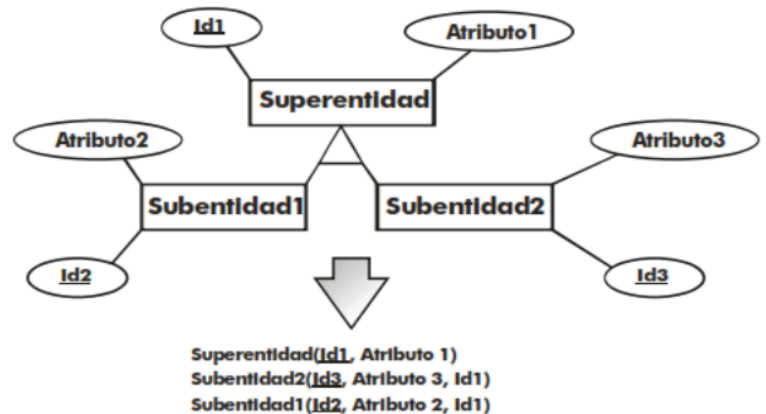 Id1
Atributo1
Superentidad
Atributo2
Atributo3
Subentidad1
Subentidad2
Id2
Id3
Superentidad(Id1, Atributo 1)
Subentidad2(Id3, Atributo 3, Id1)
Subentidad1(Id2, Atributo 2, Id1)